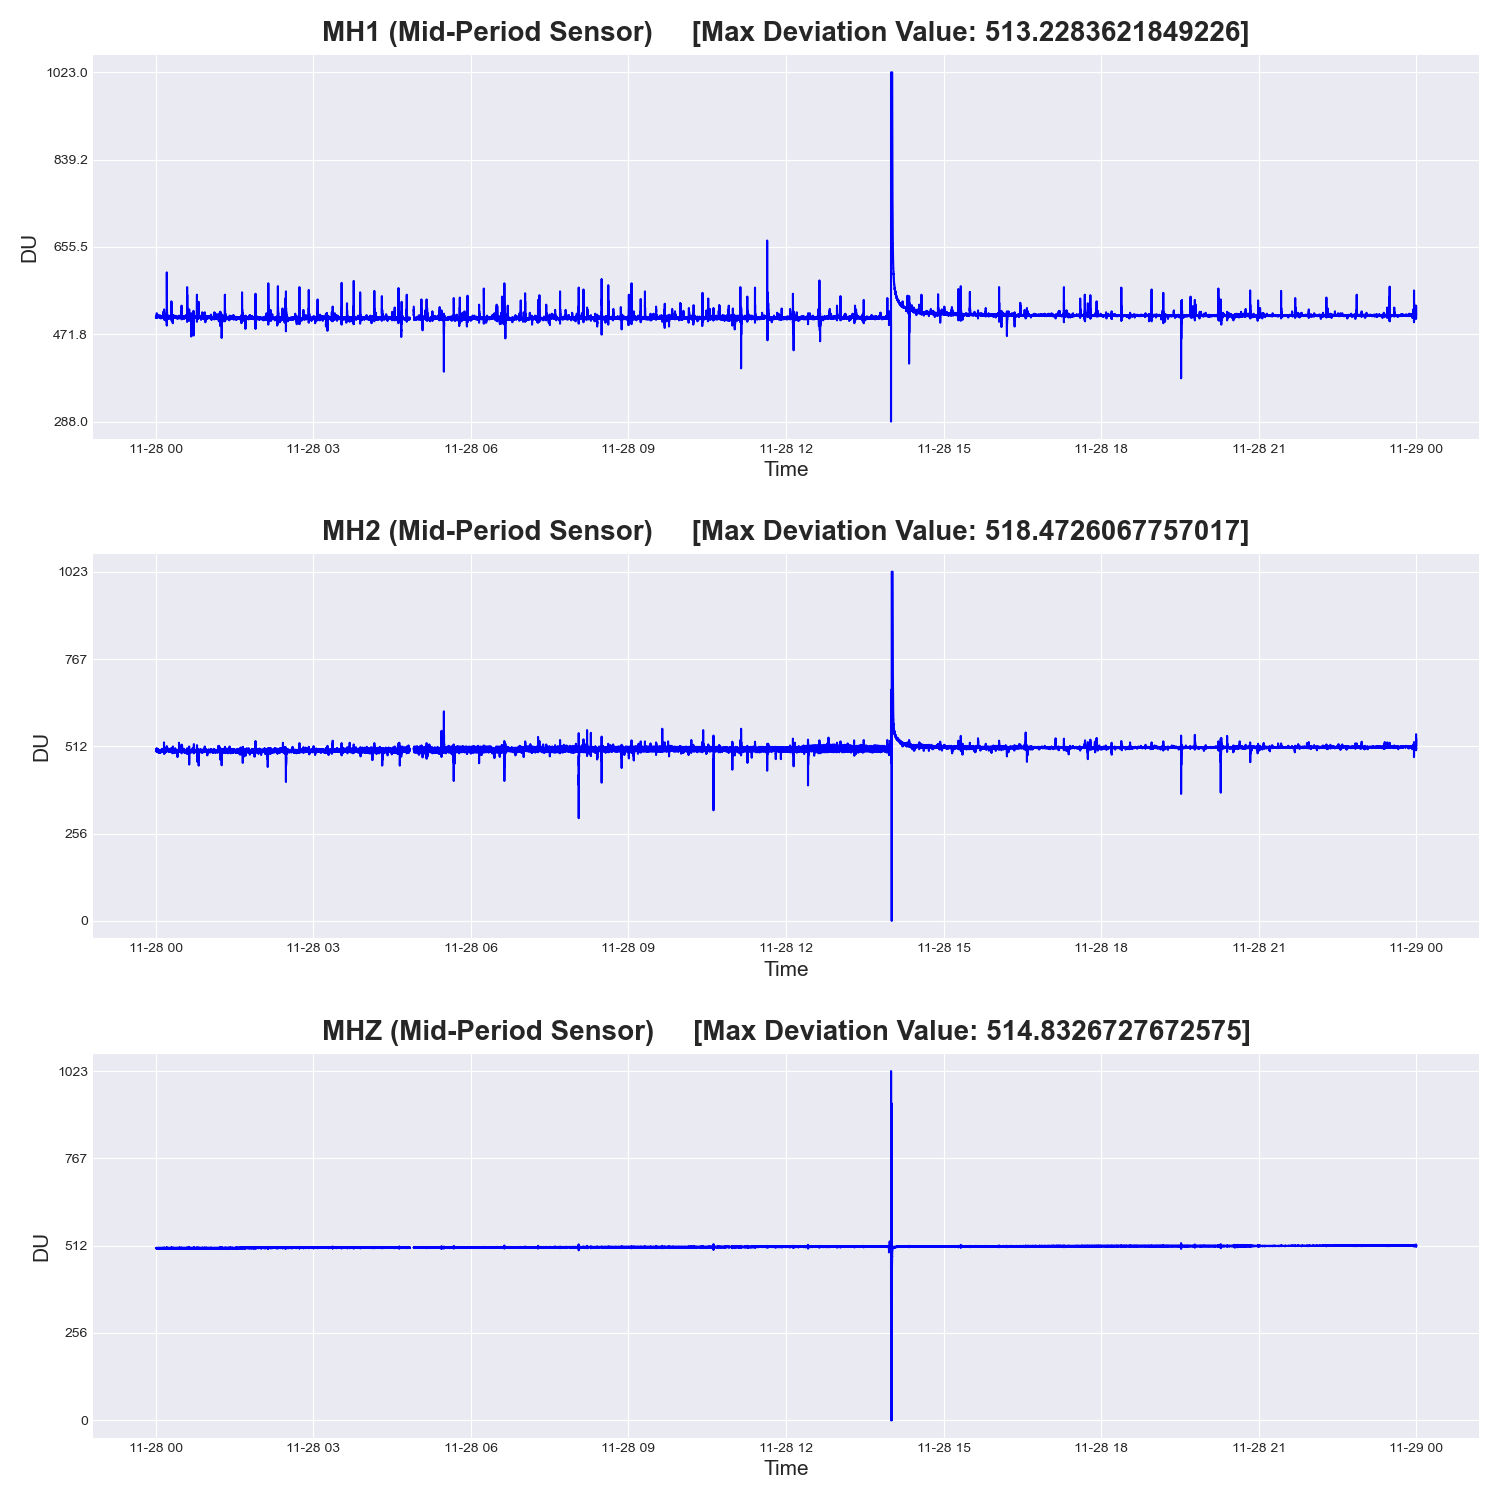 MH1 (Mid-Period Sensor) [Max Deviation Value: 513.2283621849226]
1023.0
839.2
655.5
471.8
288.0
DU
11-28 00 11-28 03 11-28 06 11-28 09 11-28 12 11-28 15 11-28 18 11-28 21 11-29 00
Time
MH2 (Mid-Period Sensor) [Max Deviation Value: 518.4726067757017]
1023
767
512
256
0
DU
11-28 00 11-28 03 11-28 06 11-28 09 11-28 12 11-28 15 11-28 18 11-28 21 11-29 00
Time
MHZ (Mid-Period Sensor) [Max Deviation Value: 514.8326727672575]
1023
767
512
256
0
DU
11-28 00 11-28 03 11-28 06 11-28 09 11-28 12 11-28 15 11-28 18 11-28 21 11-29 00
Time